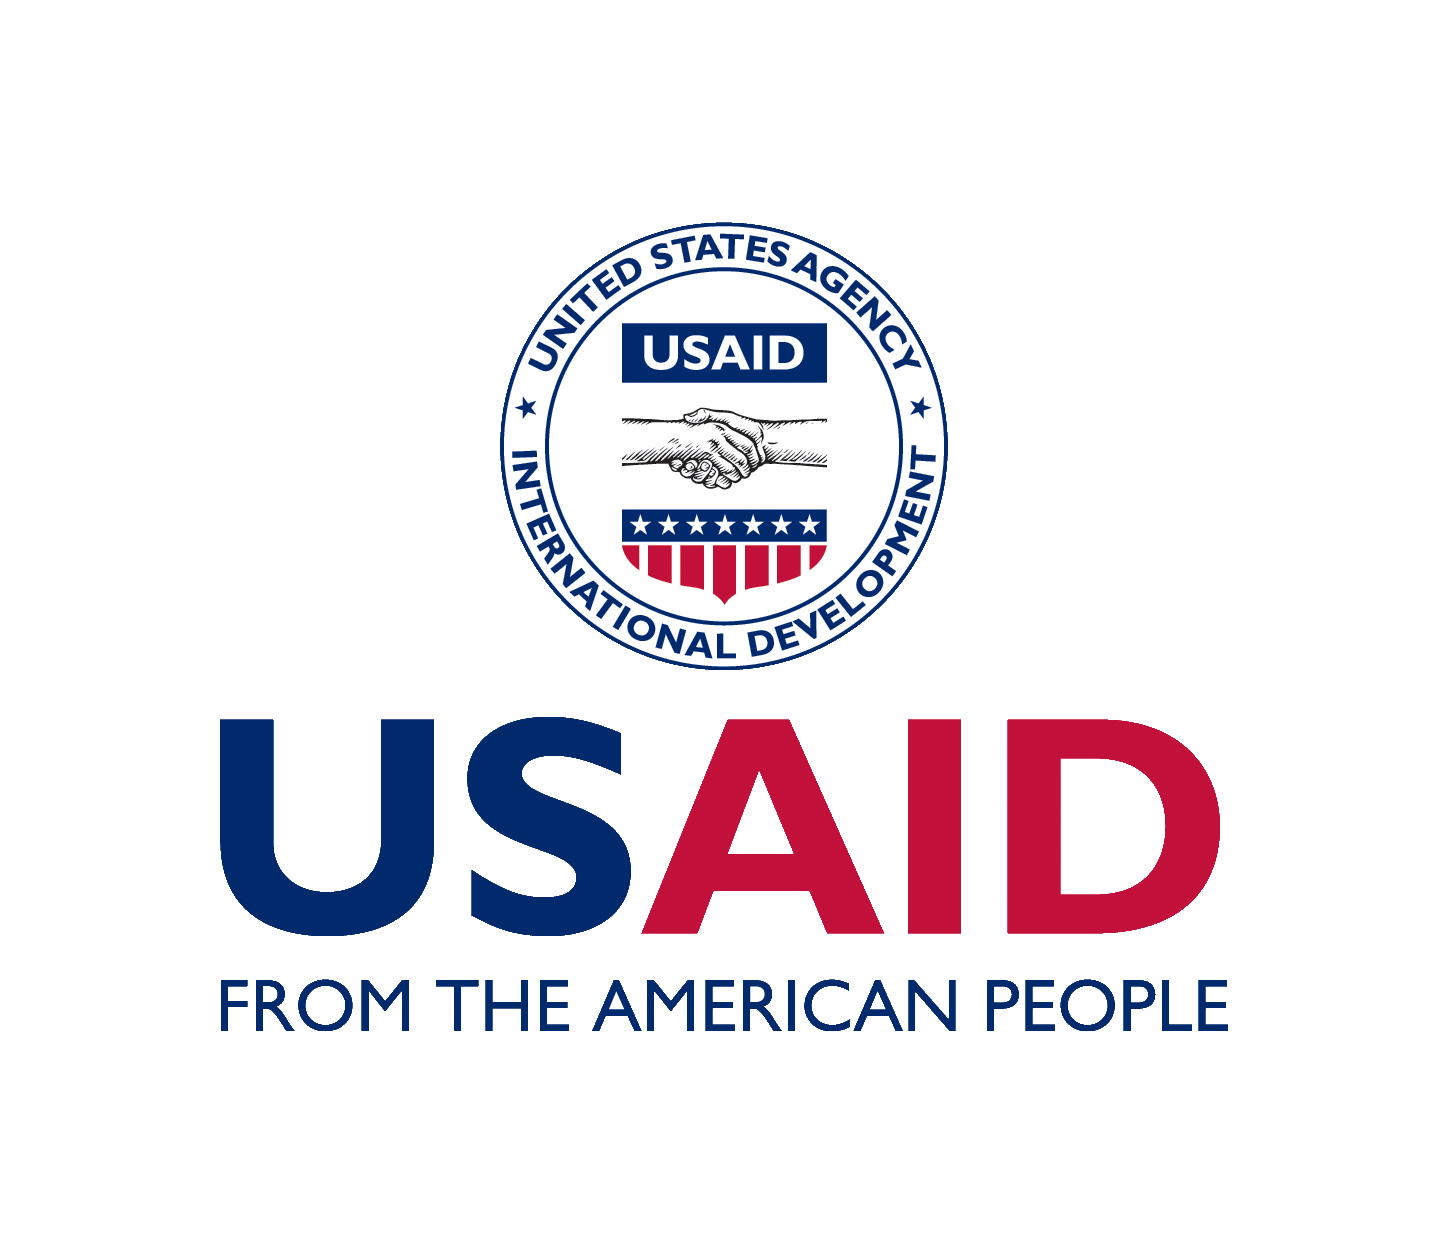 UNITED STATES AGENCY
USAID
INTERNATIONAL DEVELOPMENT
USAID
FROM THE AMERICAN PEOPLE